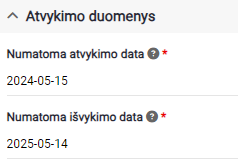 Atvykimo duomenys
Numatoma atvykimo data ? *
2024-05-15
Numatoma išvykimo data ? *
2025-05-14